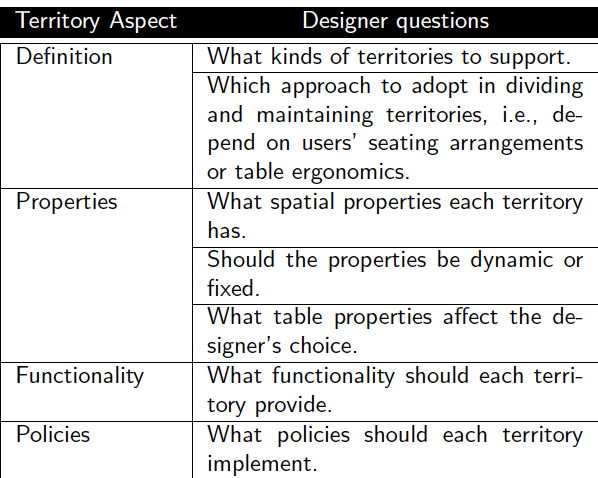 Territory Aspect Designer questions
Definition What kinds of territories to support.
Which approach to adopt in dividing
and maintaining territories, i.e., de-
pend on users' seating arrangements
or table ergonomics.
Properties What spatial properties each territory
has.
Should the properties be dynamic or
fixed.
What table properties affect the de-
signer's choice.
Functionality What functionality should each terri-
tory provide.
Policies What policies should each territory
implement.